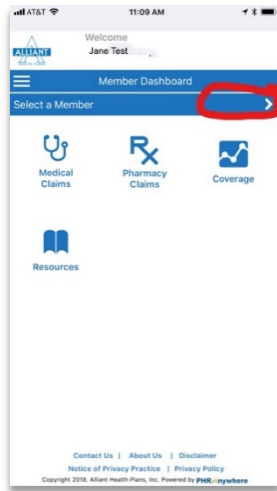 AT&T 11:09 AM
Welcome
ALLIANT Jane Test
Member Dashboard
Select a Member
Medical Claims
Pharmacy Claims
Coverage
Resources
Contact Us | About Us | Disclaimer
Notice of Privacy Practice | Privacy Policy
Copyright 2018. Alliant Health Plans, Inc. Powered by PHRAnywhere